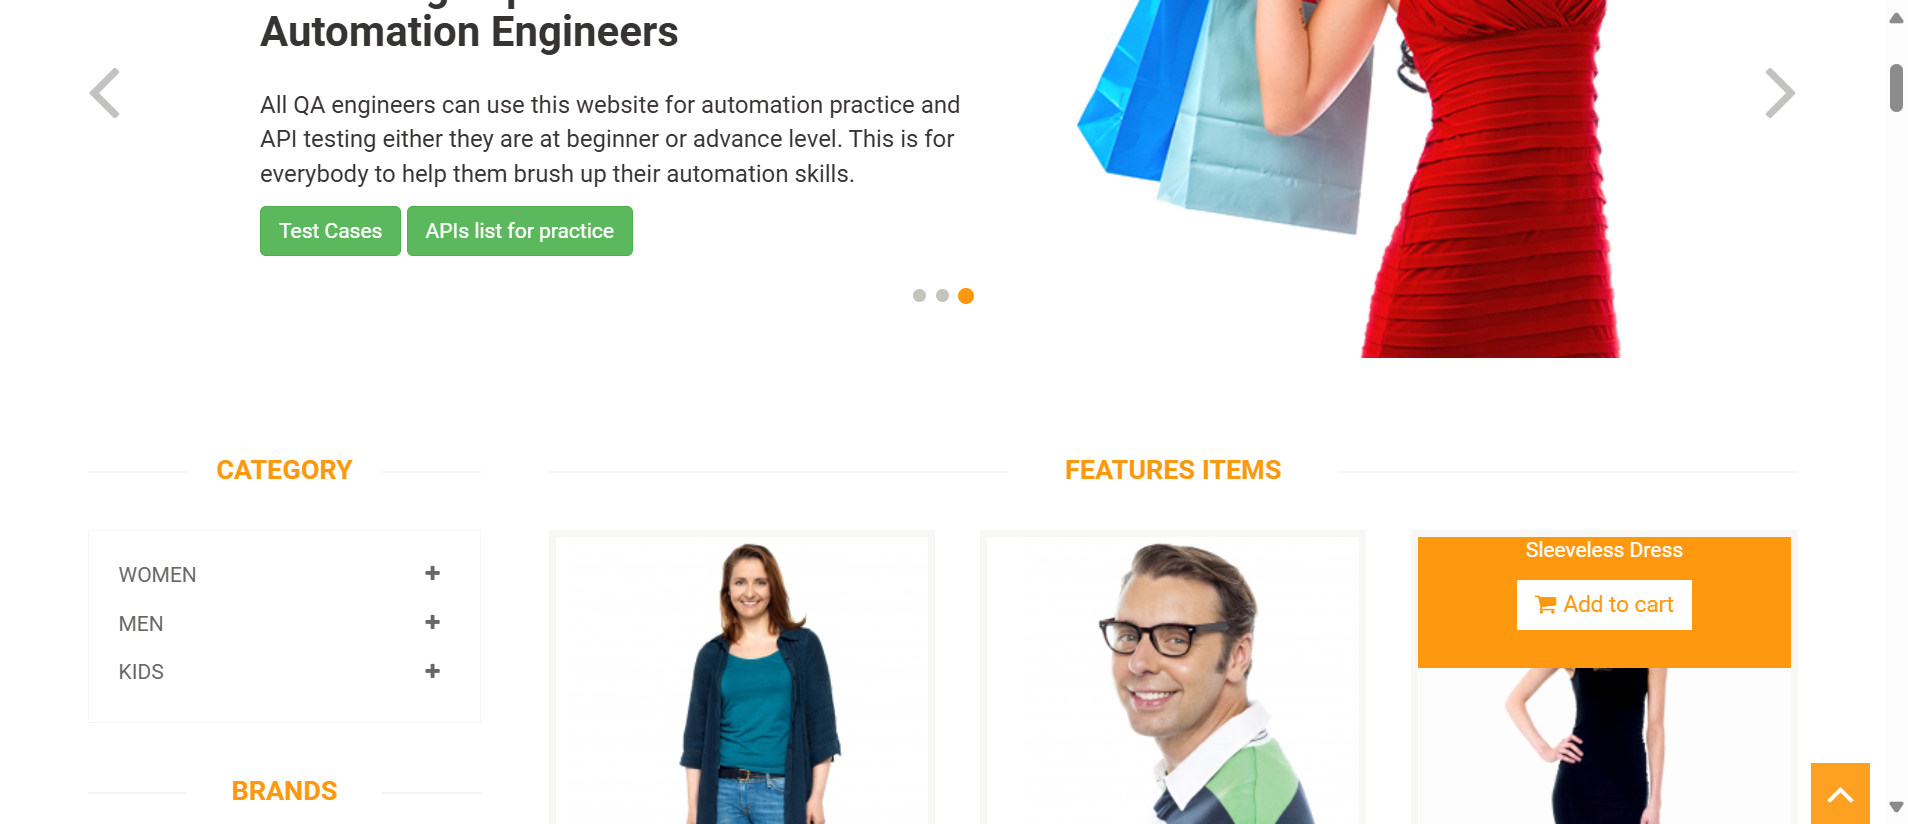 Automation Engineers
All QA engineers can use this website for automation practice and
API testing either they are at beginner or advance level. This is for
everybody to help them brush up their automation skills.
Test Cases
APIs list for practice
CATEGORY
WOMEN
MEN
KIDS
BRANDS
FEATURES ITEMS
Sleeveless Dress
Add to cart